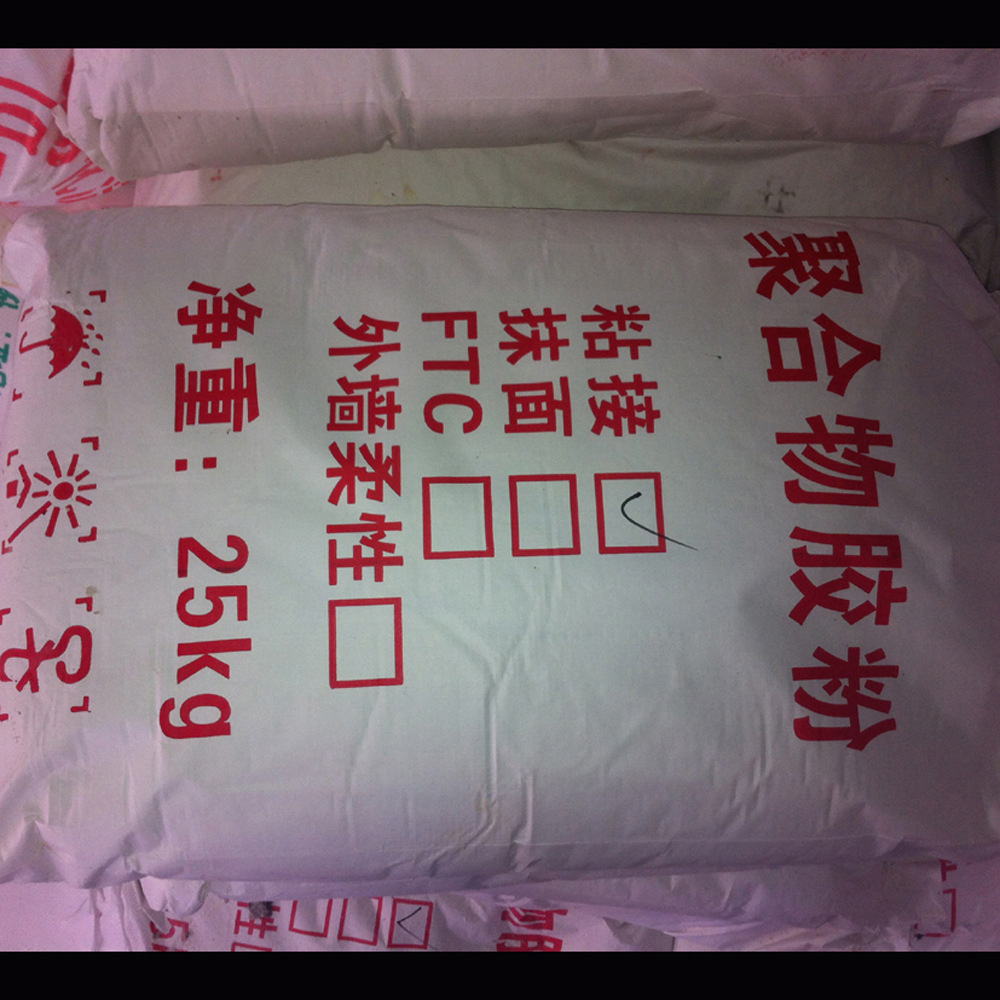 聚合物胶粉
粘接
抹面
FTC
外墙柔性
净重：25kg